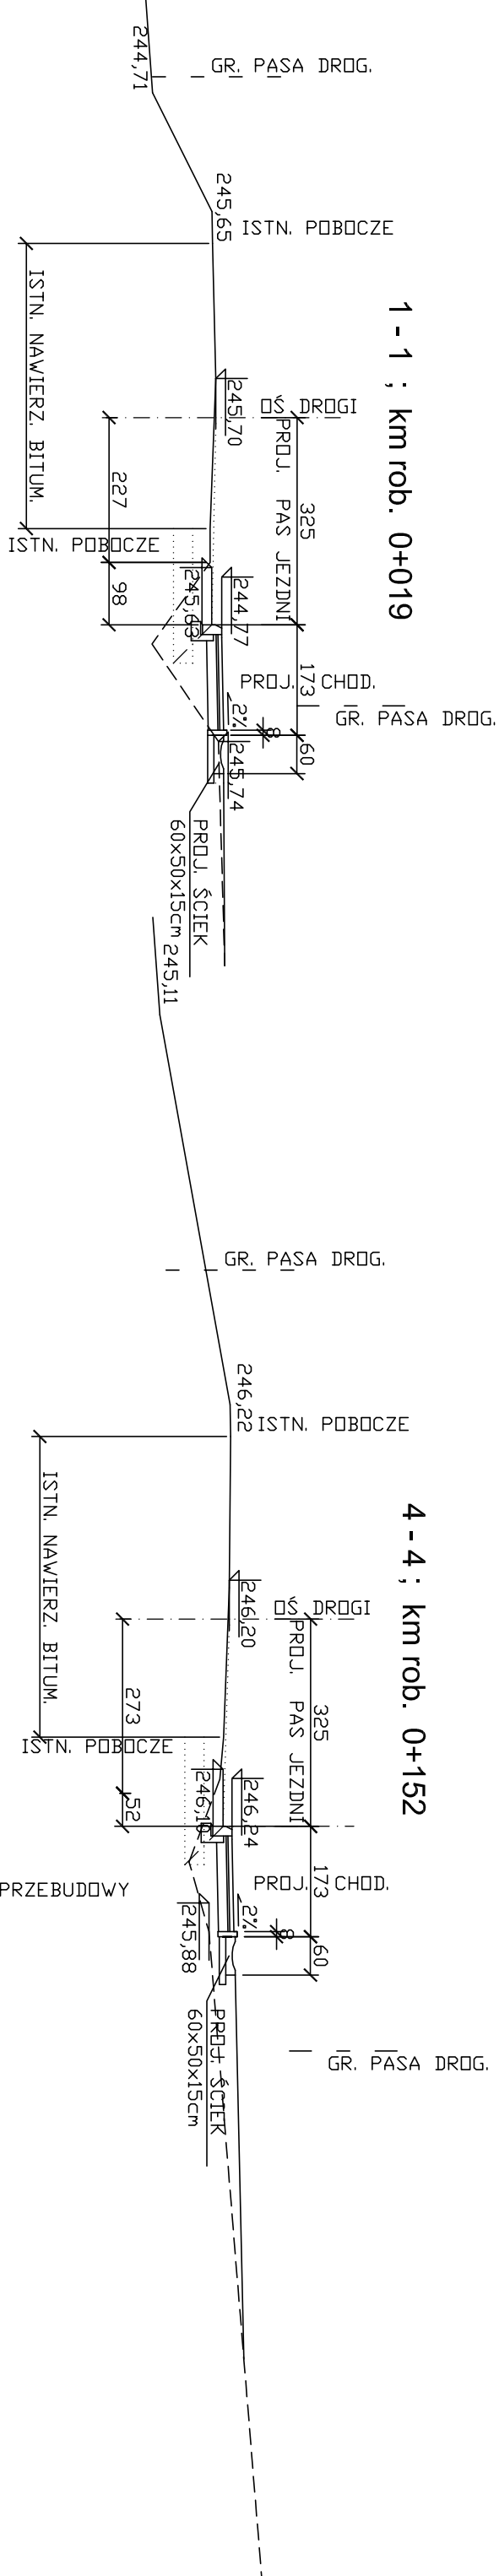 1 - 1 ; km rob. 0+019
244,71
GR. PASA DROG.
245,65
ISTN. POBOCZE
ISTN. NAWIERZ. BITUM.
245,70
OŚ DROGI
PROJ. PAS JEZDNI
325
227
98
ISTN. POBOCZE
245,63
244,77
PROJ. CHOD.
173
GR. PASA DROG.
2%
8
60
245,74
PROJ. ŚCIEK
60x50x15cm
4 - 4 ; km rob. 0+152
245,11
GR. PASA DROG.
246,22
ISTN. POBOCZE
ISTN. NAWIERZ. BITUM.
246,20
OŚ DROGI
PROJ. PAS JEZDNI
325
273
52
ISTN. POBOCZE
246,10
246,24
PROJ. CHOD.
173
PRZEBUDOWY
2%
8
60
245,88
PROJ. ŚCIEK
60x50x15cm
GR. PASA DROG.